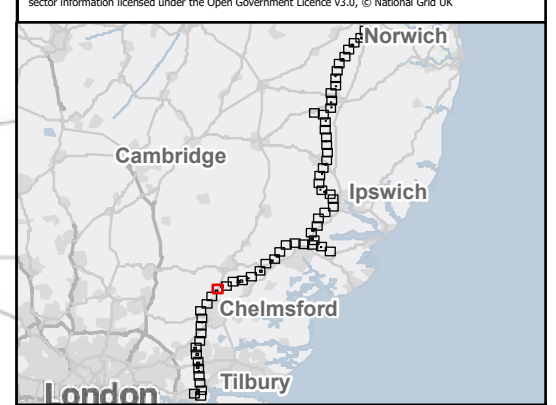 sector information licensed under the Open Government Licence v3.0, © National Grid UK
Norwich
Cambridge
Ipswich
Chelmsford
Tilbury
London